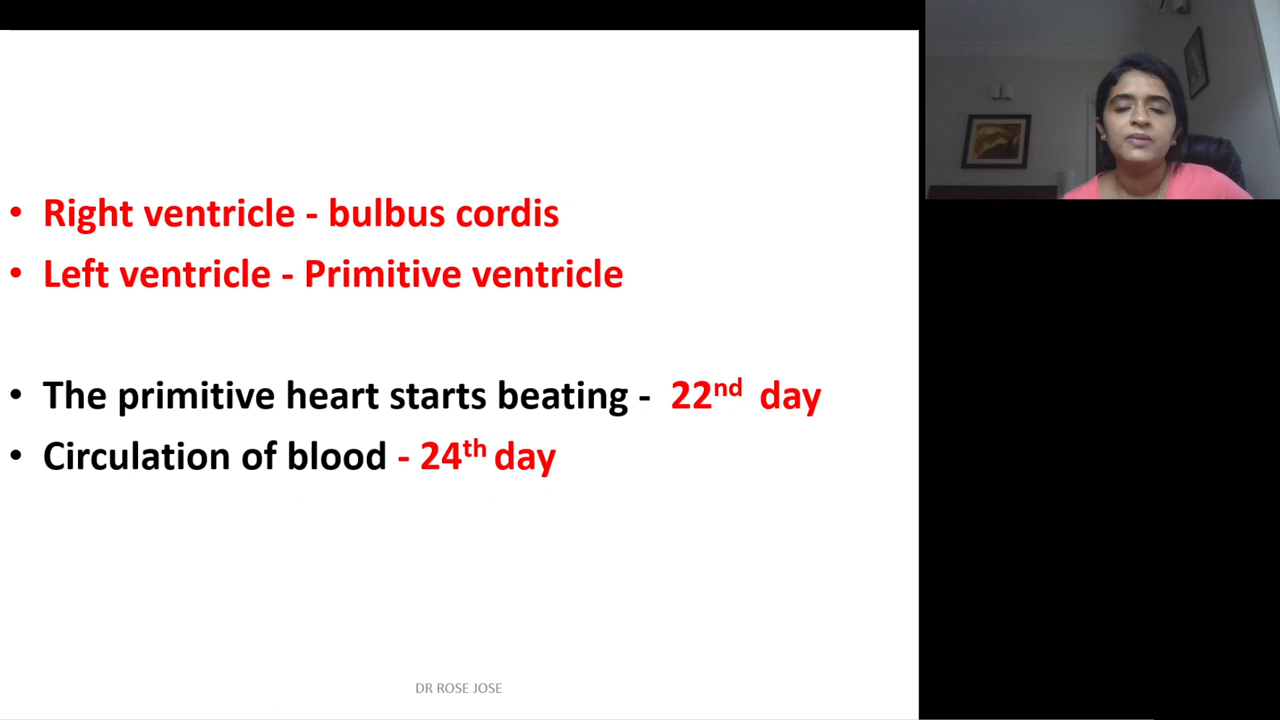 • Right ventricle - bulbus cordis
• Left ventricle - Primitive ventricle
• The primitive heart starts beating - 22nd day
• Circulation of blood - 24th day
DR ROSE JOSE